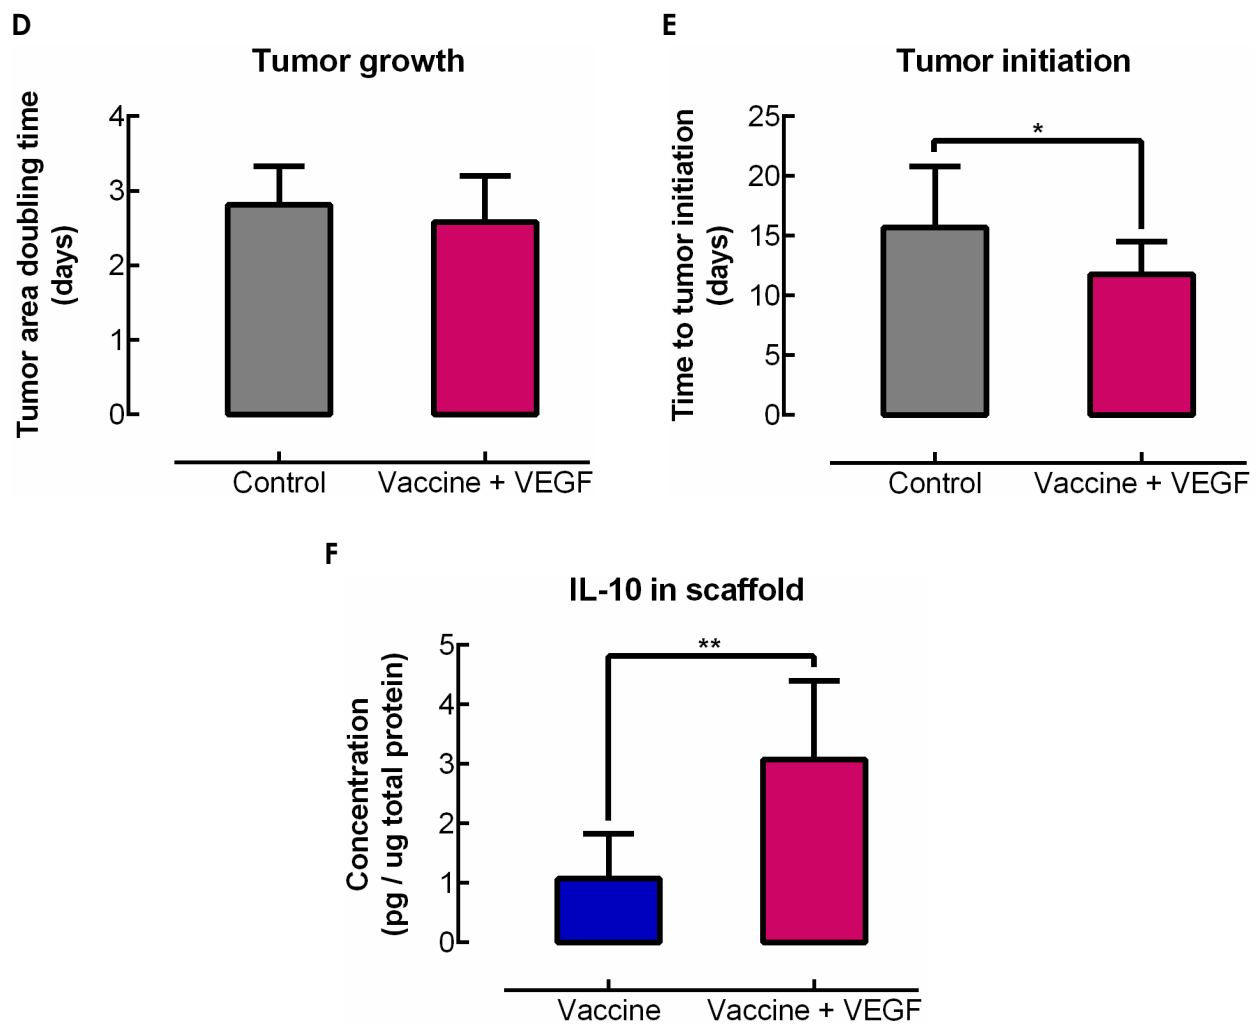 D
Tumor growth
Tumor area doubling time
(days)
4
3
2
1
0
Control
Vaccine + VEGF
E
Tumor initiation
Time to tumor initiation
(days)
25
20
15
10
5
0
*
Control
Vaccine + VEGF
F
IL-10 in scaffold
Concentration
(pg / ug total protein)
5
4
3
2
1
0
**
Vaccine
Vaccine + VEGF